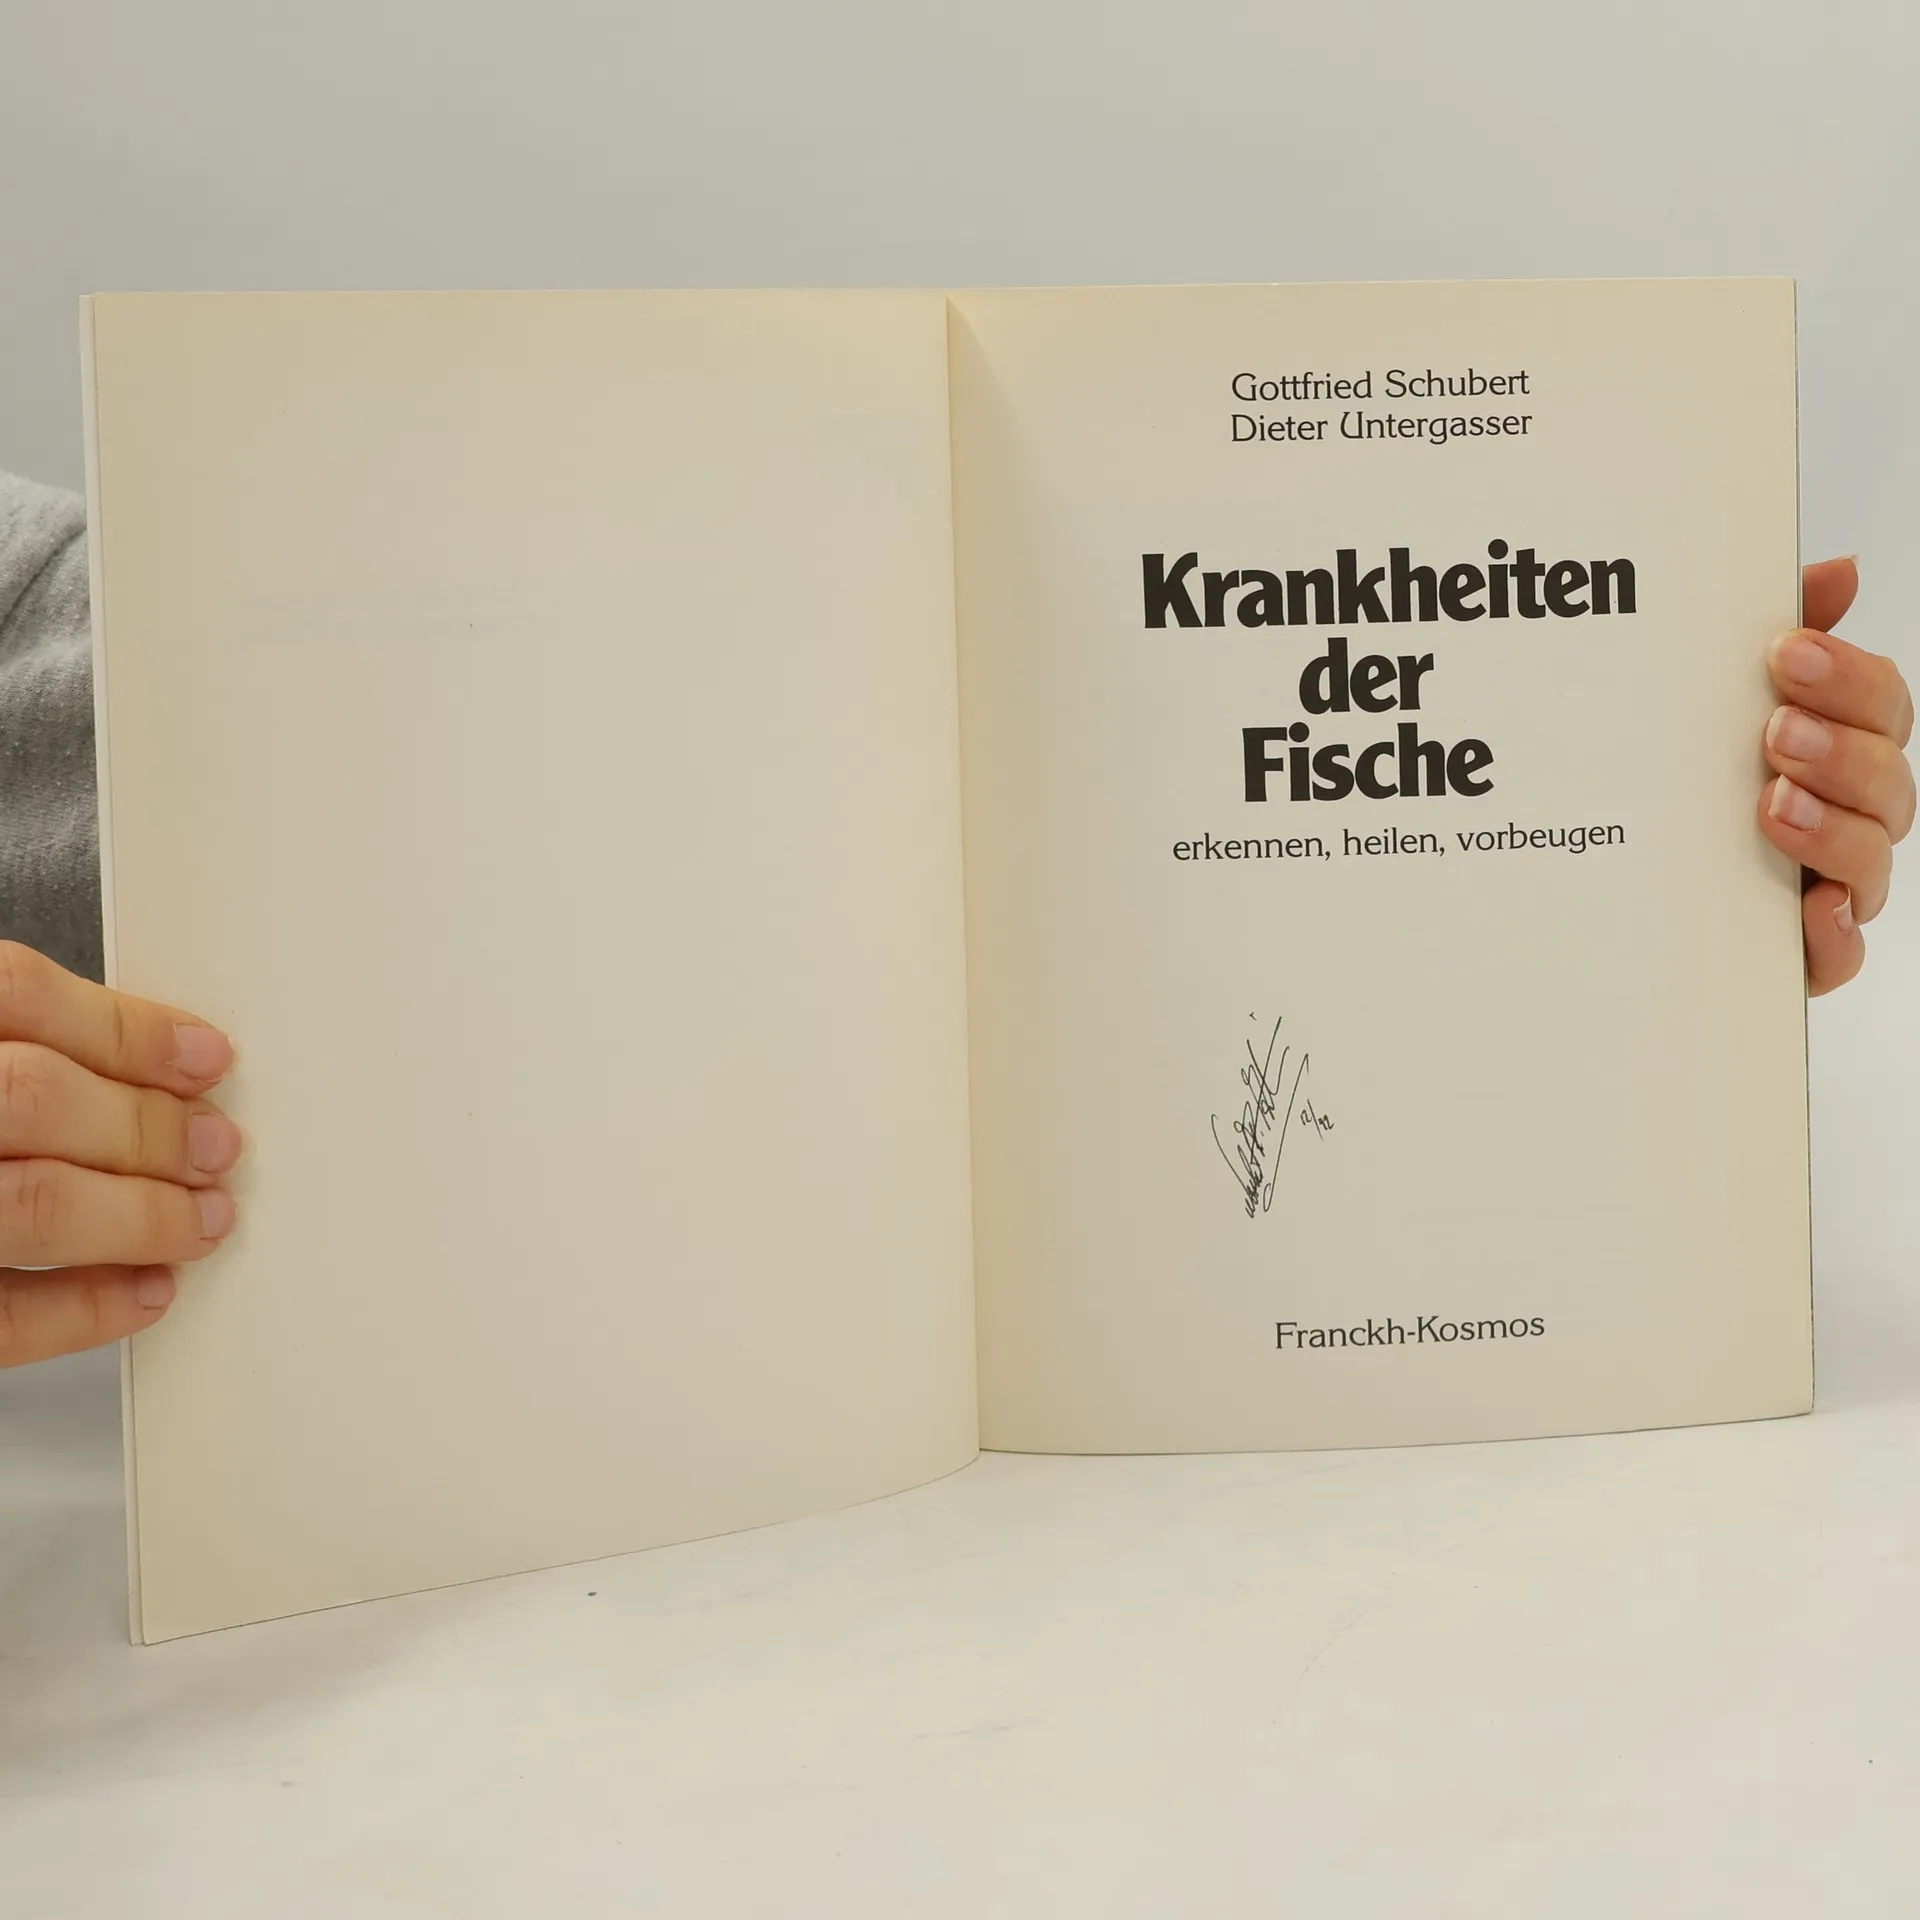 Gottfried Schubert
Dieter Untergasser
Krankheiten
der
Fische
erkennen, heilen, vorbeugen
12/92
Franckh-Kosmos